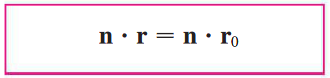 n · r = n · r₀